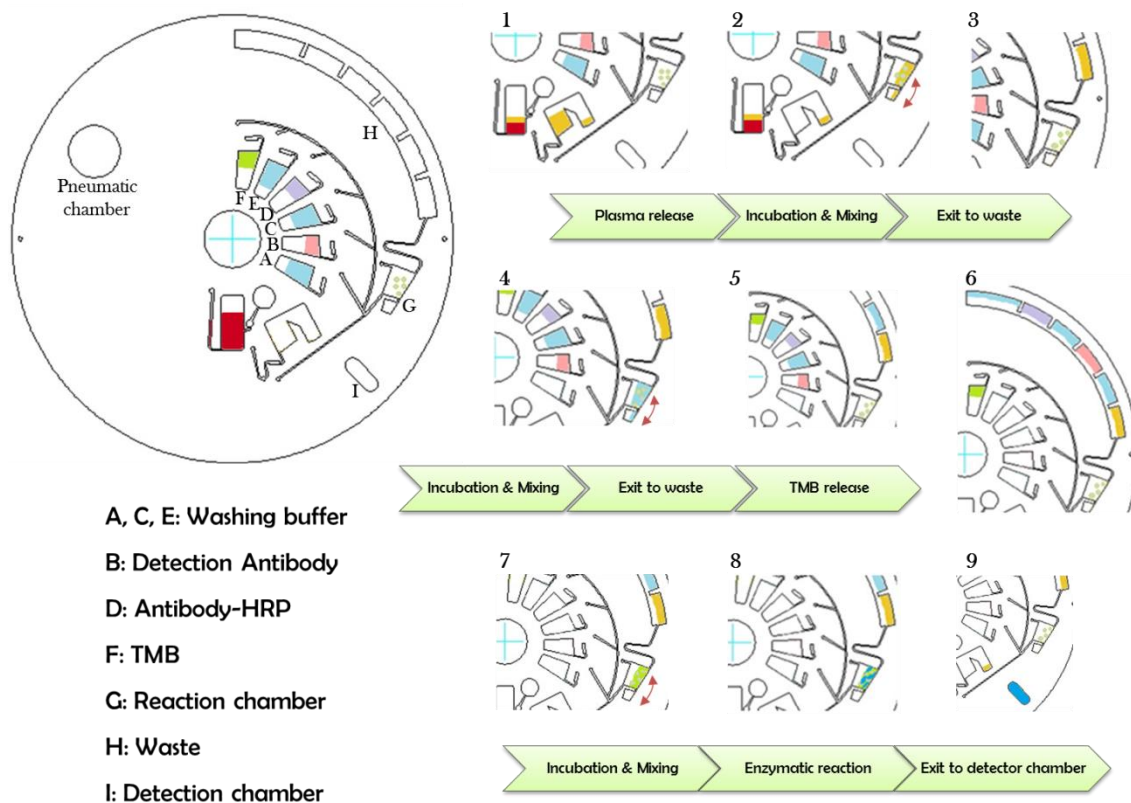 H
Pneumatic
chamber
F
E
D
C
B
A
G
I
A, C, E: Washing buffer
B: Detection Antibody
D: Antibody-HRP
F: TMB
G: Reaction chamber
H: Waste
I: Detection chamber
1
2
3
Plasma release
Incubation & Mixing
Exit to waste
4
5
6
Incubation & Mixing
Exit to waste
TMB release
7
8
9
Incubation & Mixing
Enzymatic reaction
Exit to detector chamber